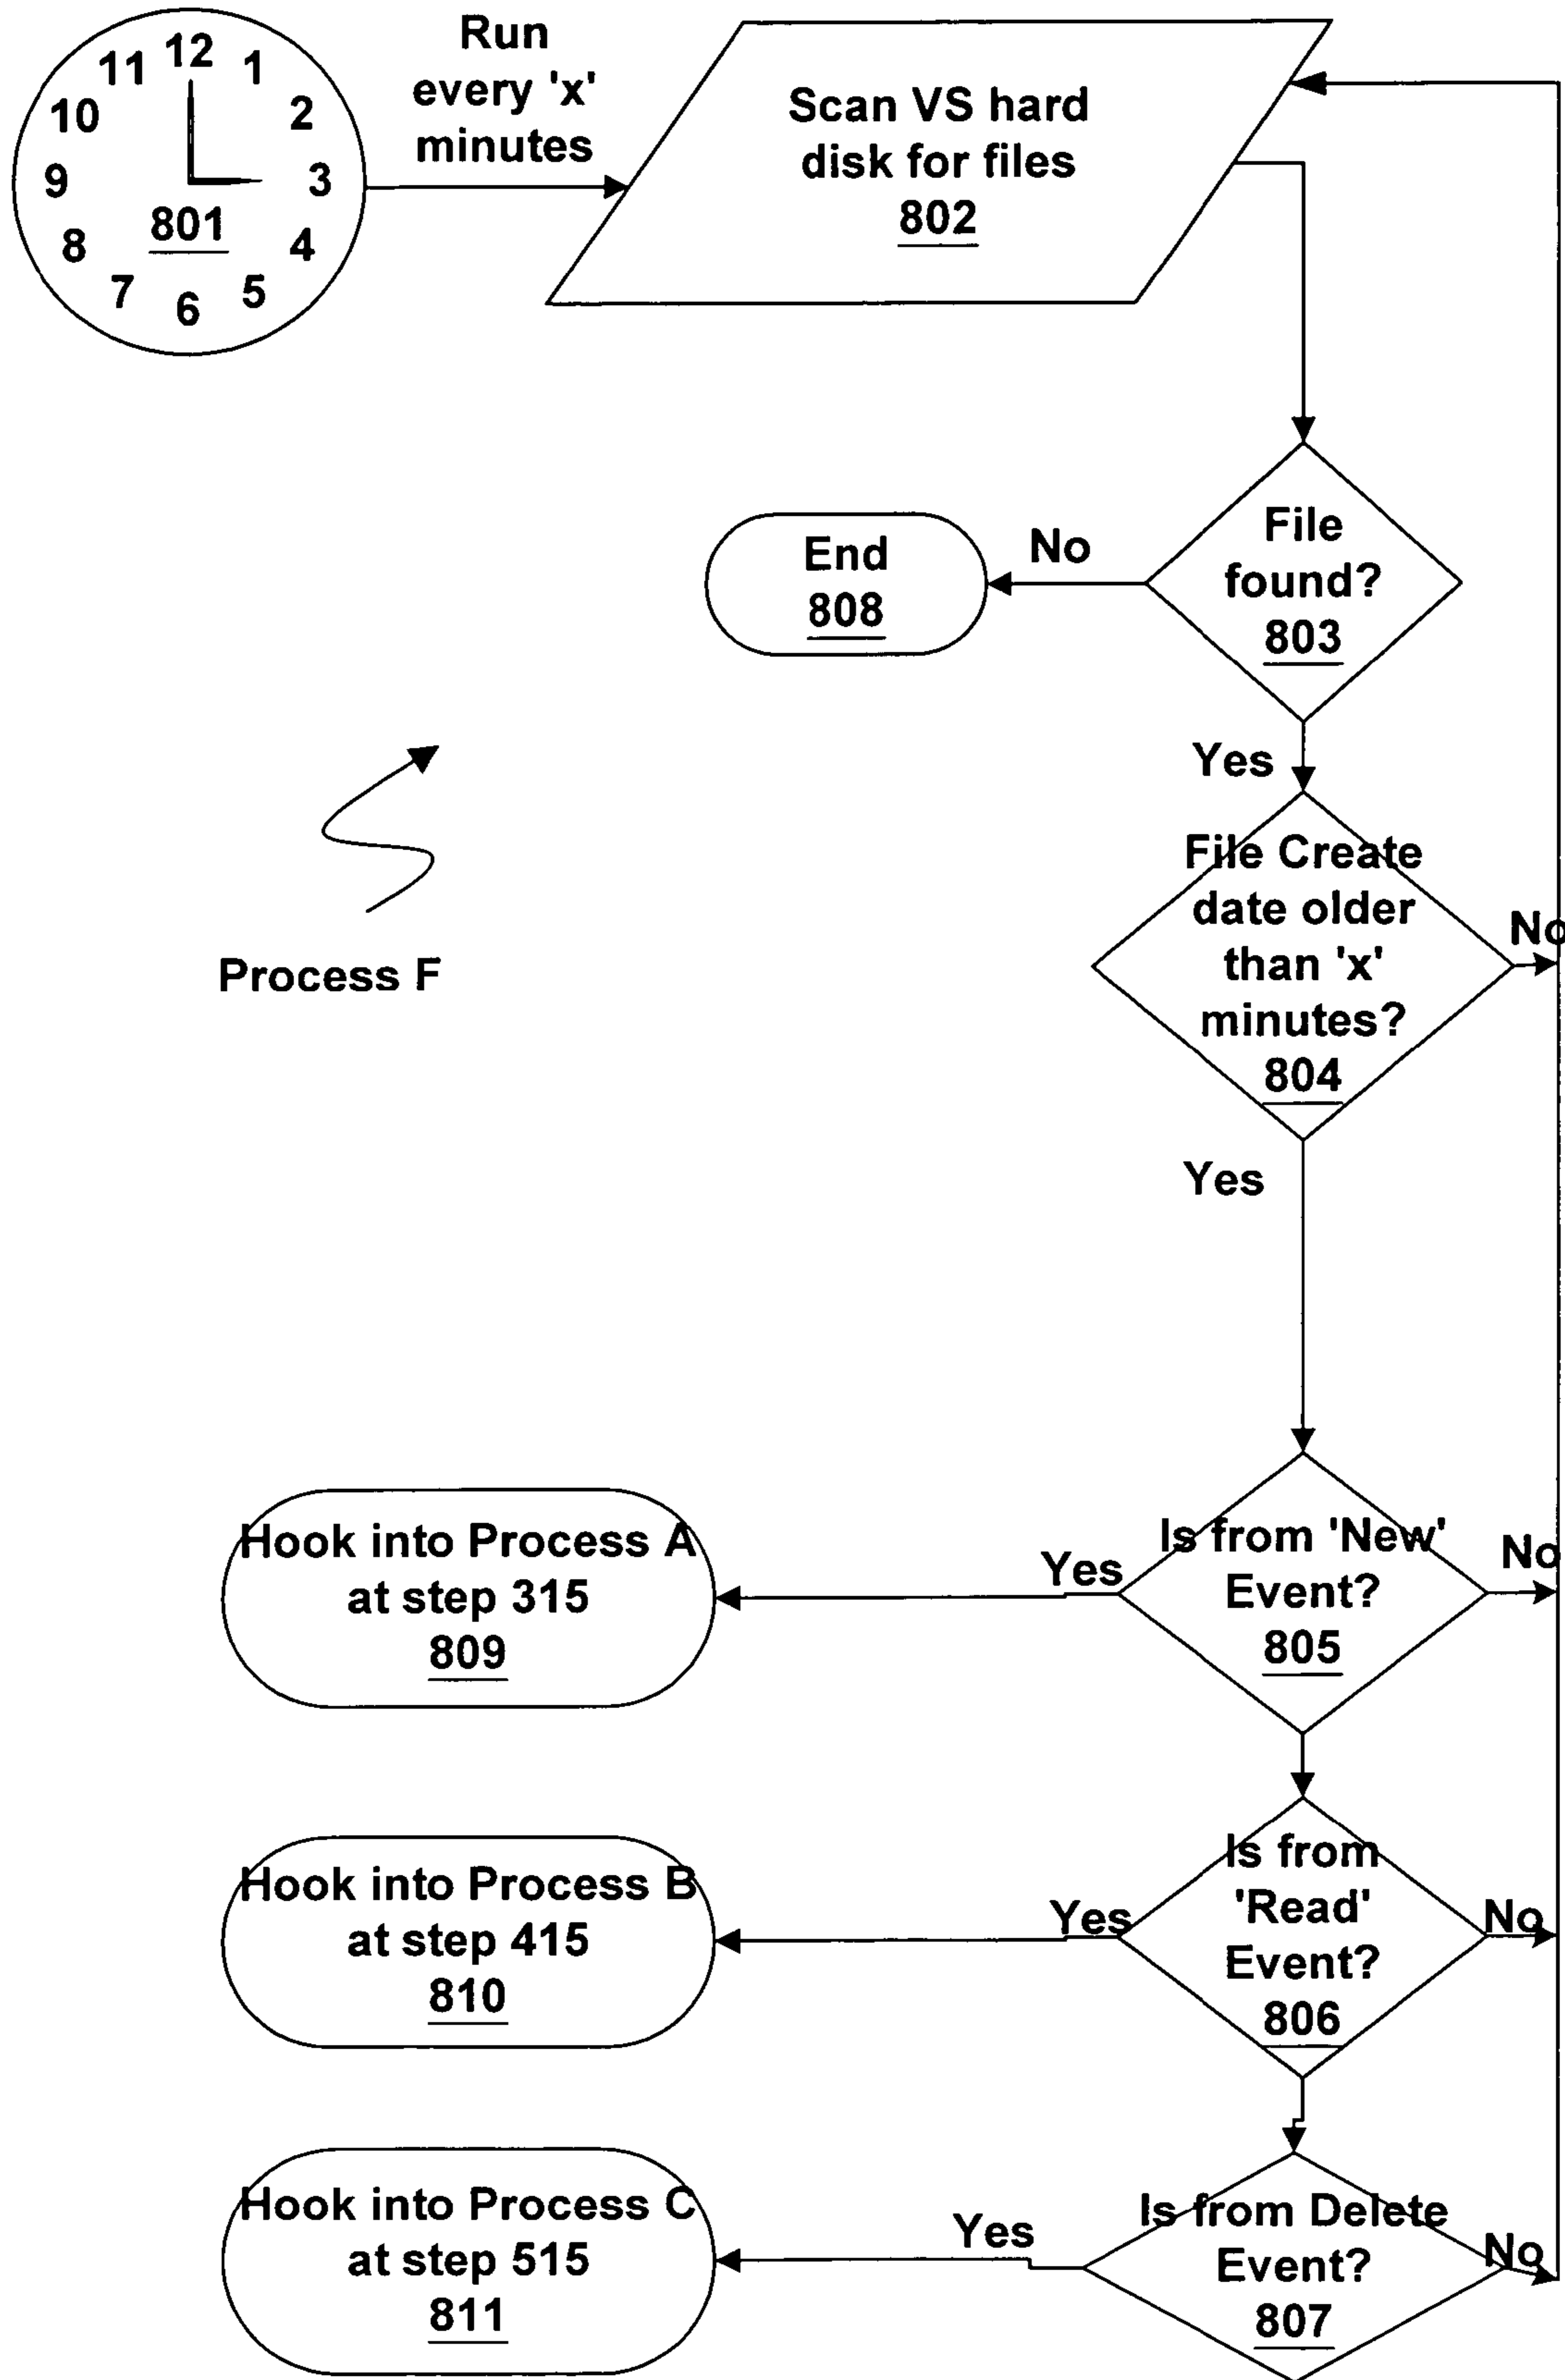 12
11
1
10
2
9
3
801
8
4
7
5
6
Run
every 'x'
minutes
Scan VS hard
disk for files
802
File
found?
803
No
End
808
Yes
File Create
date older
than 'x'
minutes?
804
No
Process F
Yes
Is from 'New'
Event?
805
No
Yes
Hook into Process A
at step 315
809
Is from
'Read'
Event?
806
No
Yes
Hook into Process B
at step 415
810
Is from Delete
Event?
807
No
Yes
Hook into Process C
at step 515
811